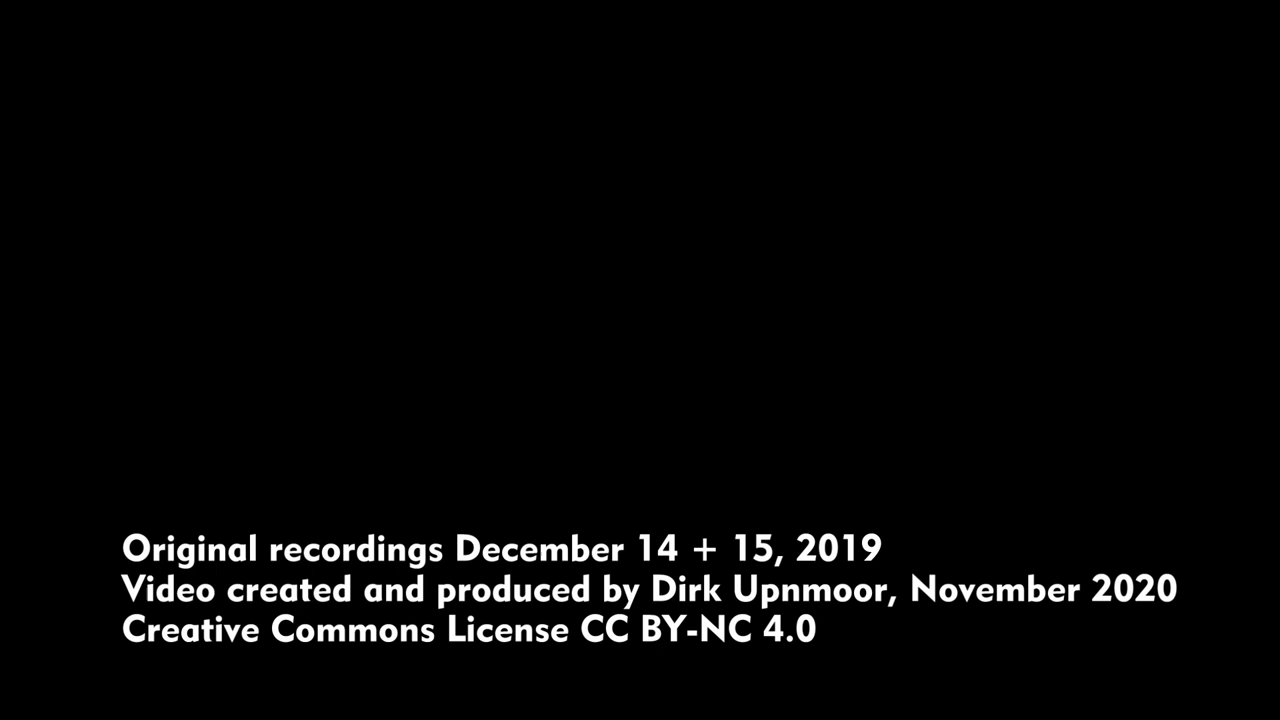 Original recordings December 14 + 15, 2019
Video created and produced by Dirk Upnmoor, November 2020
Creative Commons License CC BY-NC 4.0